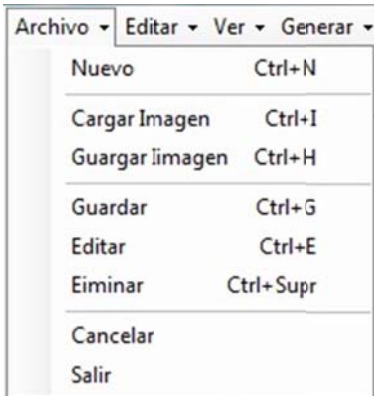 Archivo Editar Ver Generar
Nuevo Ctrl+N
Cargar Imagen Ctrl+I
Guargar Iimagen Ctrl+H
Guardar Ctrl+G
Editar Ctrl+E
Eiminar Ctrl+Supr
Cancelar
Salir